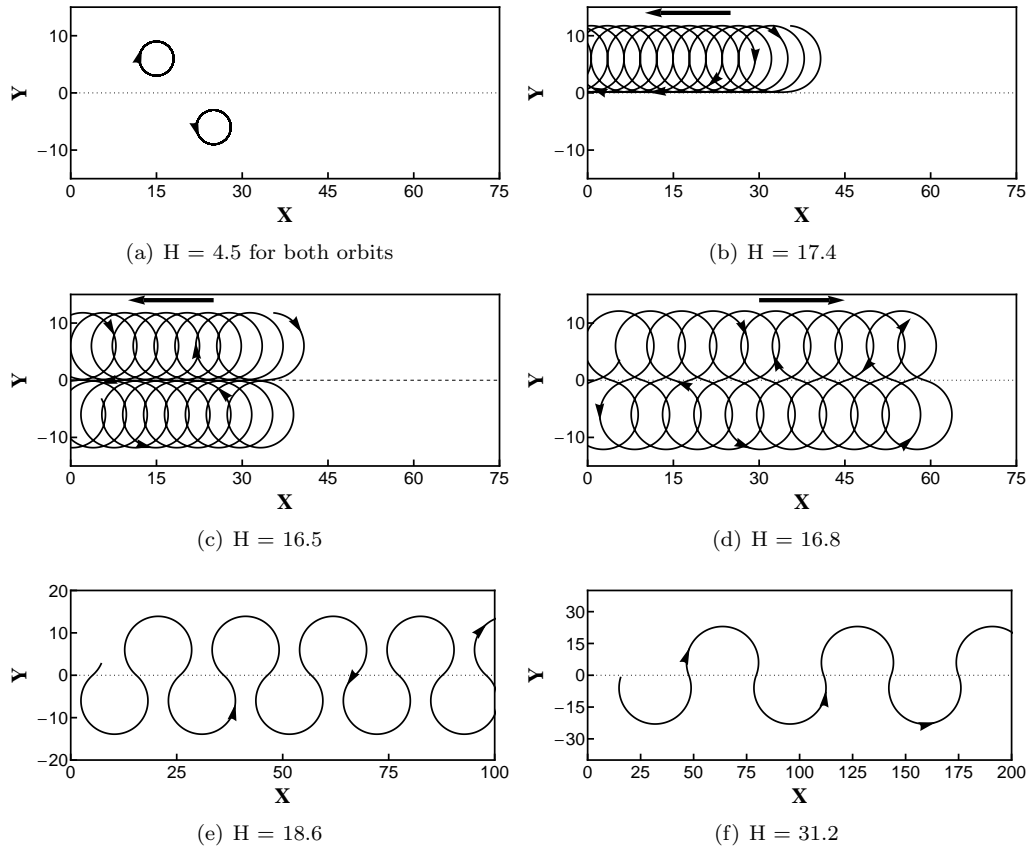 10
0
−10
Y
0 15 30 45 60 75
X
(a) H = 4.5 for both orbits
10
0
−10
Y
0 15 30 45 60 75
X
(b) H = 17.4
10
0
−10
Y
0 15 30 45 60 75
X
(c) H = 16.5
10
0
−10
Y
0 15 30 45 60 75
X
(d) H = 16.8
20
10
0
−10
−20
Y
0 25 50 75 100
X
(e) H = 18.6
30
15
0
−15
−30
Y
0 25 50 75 100 125 150 175 200
X
(f) H = 31.2